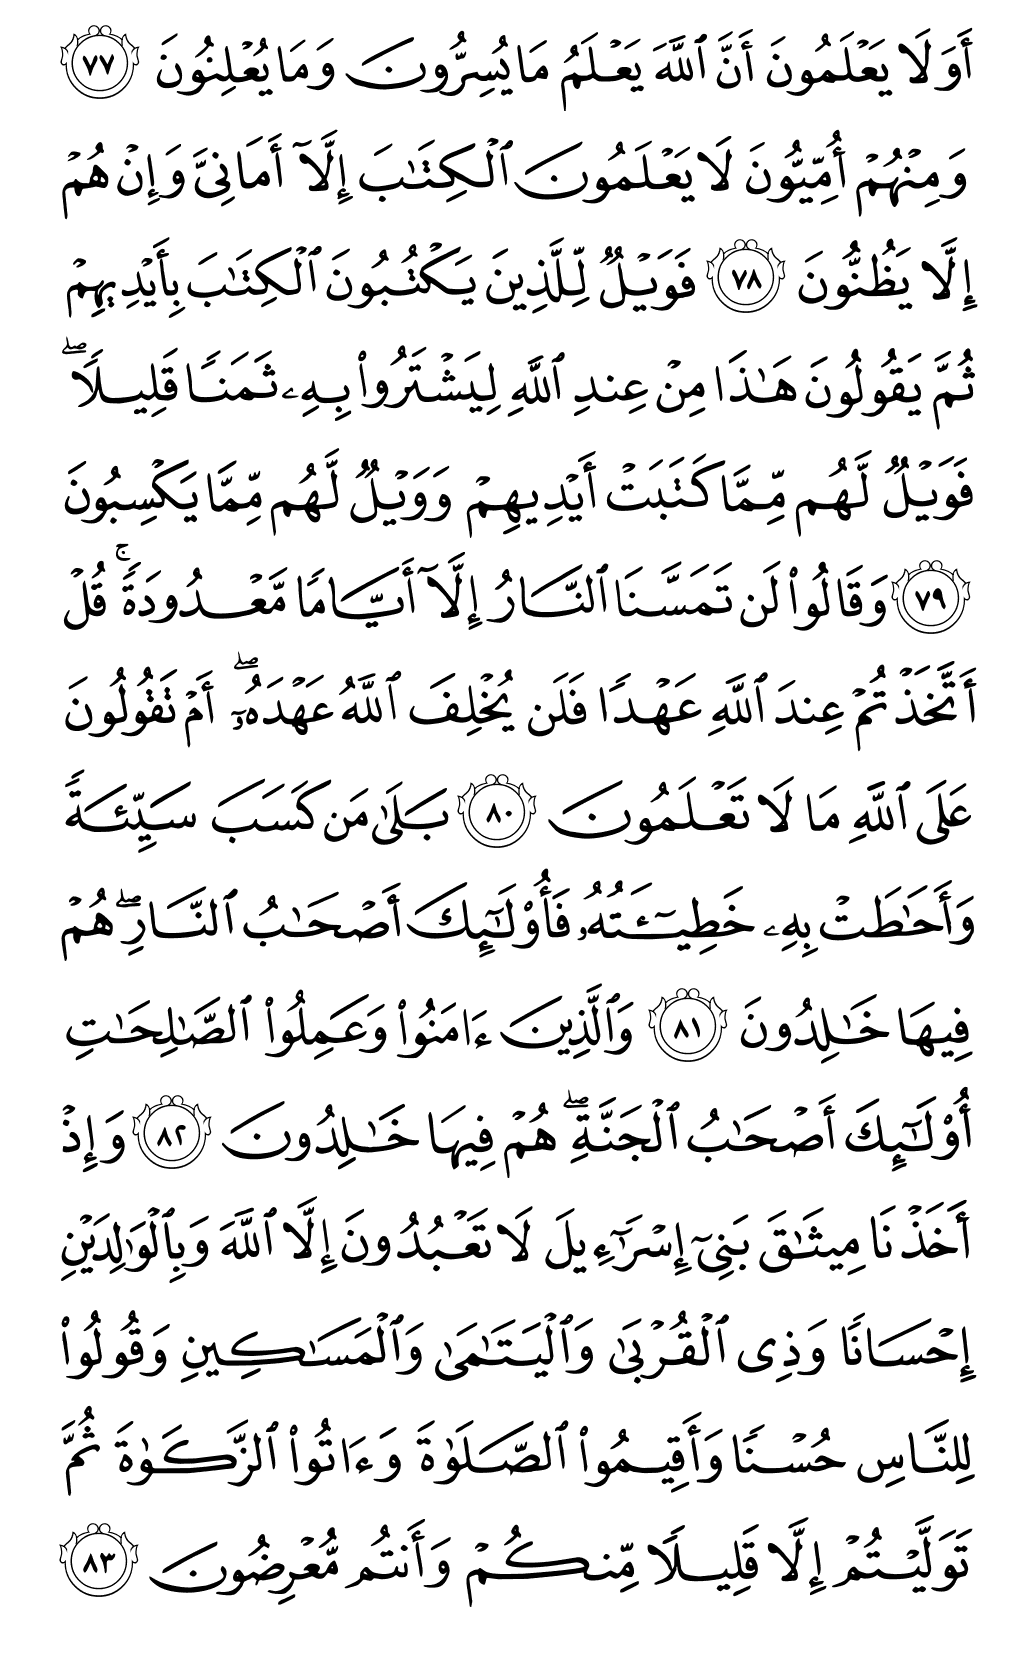 أَوَلَا يَعۡلَمُونَ أَنَّ ٱللَّهَ يَعۡلَمُ مَا يُسِرُّونَ وَمَا يُعۡلِنُونَ ٧٧
وَمِنۡهُمۡ أُمِّيُّونَ لَا يَعۡلَمُونَ ٱلۡكِتَٰبَ إِلَّآ أَمَانِيَّ وَإِنۡ هُمۡ
إِلَّا يَظُنُّونَ ٧٨ فَوَيۡلٞ لِّلَّذِينَ يَكۡتُبُونَ ٱلۡكِتَٰبَ بِأَيۡدِيهِمۡ
ثُمَّ يَقُولُونَ هَٰذَا مِنۡ عِندِ ٱللَّهِ لِيَشۡتَرُواْ بِهِۦ ثَمَنٗا قَلِيلٗاۖ
فَوَيۡلٞ لَّهُم مِّمَّا كَتَبَتۡ أَيۡدِيهِمۡ وَوَيۡلٞ لَّهُم مِّمَّا يَكۡسِبُونَ
٧٩ وَقَالُواْ لَن تَمَسَّنَا ٱلنَّارُ إِلَّآ أَيَّامٗا مَّعۡدُودَةٗۚ قُلۡ
أَتَّخَذۡتُمۡ عِندَ ٱللَّهِ عَهۡدٗا فَلَن يُخۡلِفَ ٱللَّهُ عَهۡدَهُۥٓۖ أَمۡ تَقُولُونَ
عَلَى ٱللَّهِ مَا لَا تَعۡلَمُونَ ٨٠ بَلَىٰ مَن كَسَبَ سَيِّئَةٗ
وَأَحَٰطَتۡ بِهِۦ خَطِيٓـَٔتُهُۥ فَأُوْلَٰٓئِكَ أَصۡحَٰبُ ٱلنَّارِۖ هُمۡ
فِيهَا خَٰلِدُونَ ٨١ وَٱلَّذِينَ ءَامَنُواْ وَعَمِلُواْ ٱلصَّٰلِحَٰتِ
أُوْلَٰٓئِكَ أَصۡحَٰبُ ٱلۡجَنَّةِۖ هُمۡ فِيهَا خَٰلِدُونَ ٨٢ وَإِذۡ
أَخَذۡنَا مِيثَٰقَ بَنِيٓ إِسۡرَٰٓءِيلَ لَا تَعۡبُدُونَ إِلَّا ٱللَّهَ وَبِٱلۡوَٰلِدَيۡنِ
إِحۡسَانٗا وَذِي ٱلۡقُرۡبَىٰ وَٱلۡيَتَٰمَىٰ وَٱلۡمَسَٰكِينِ وَقُولُواْ
لِلنَّاسِ حُسۡنٗا وَأَقِيمُواْ ٱلصَّلَوٰةَ وَءَاتُواْ ٱلزَّكَوٰةَ ثُمَّ
تَوَلَّيۡتُمۡ إِلَّا قَلِيلٗا مِّنكُمۡ وَأَنتُم مُّعۡرِضُونَ ٨٣